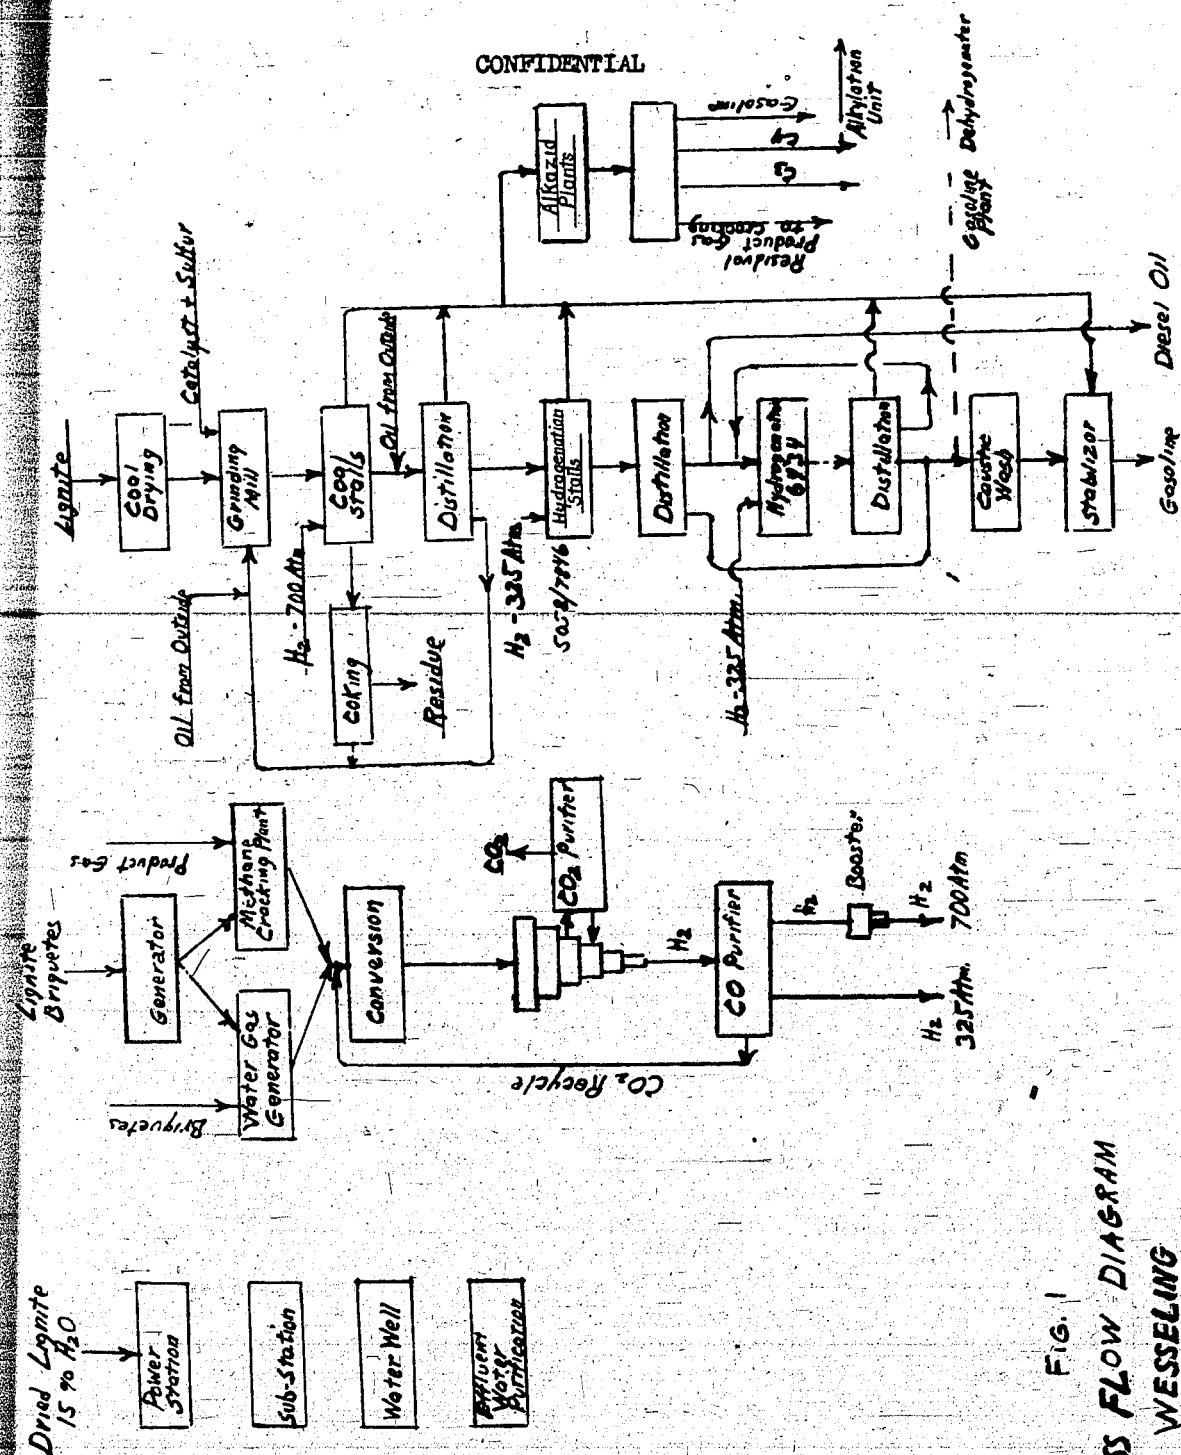 CONFIDENTIAL
Lignite
Coal
Drying
Catalyst + Sulfur
Grinding
Mill
Oil from Outside
H2 - 700 Atm
Coal
Stalls
Oil from Outside
Coking
Residue
Distillation
H2 - 325 Atm.
Hydrogenation
Stalls
Distillation
H2 - 325 Atm.
Hydrogenation
6434
Distillation
Caustic
Wash
Stabilizor
Gasoline
Diesel Oil
Alkazid
Plants
Residual
Product Gas
to Cracking
C3
C4
Gasoline
Alkylation
Unit
Gasoline Dehydrogenater
Plant
Lignite
Briquetes
Generator
Product Gas
Methane
Cracking Plant
Briquetes
Water Gas
Generator
Conversion
CO2
CO2 Purifier
H2
CO Purifier
CO2 Recycle
H2
Booster
H2
325 Atm.
H2
700 Atm
Dried Lignite
15 % H2O
Power
Station
Sub-Station
Water Well
Effluent
Water
Purification
FIG. 1
SS FLOW DIAGRAM
WESSELING